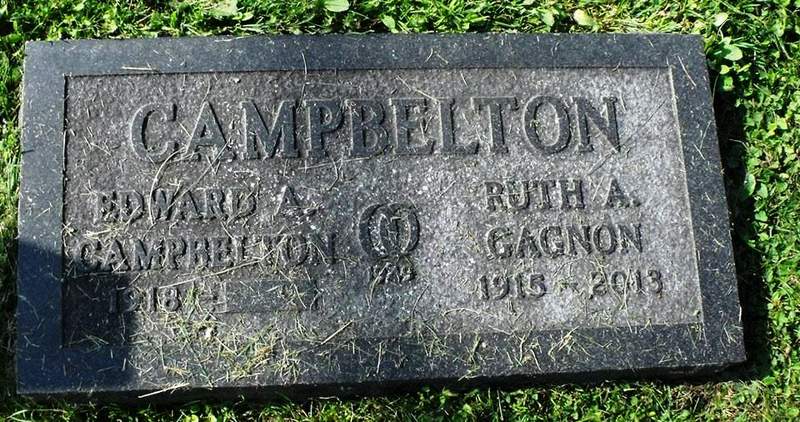 CAMPBELTON
EDWARD A.
CAMPBELTON
1918 -
RUTH A.
GAGNON
1915 - 2013